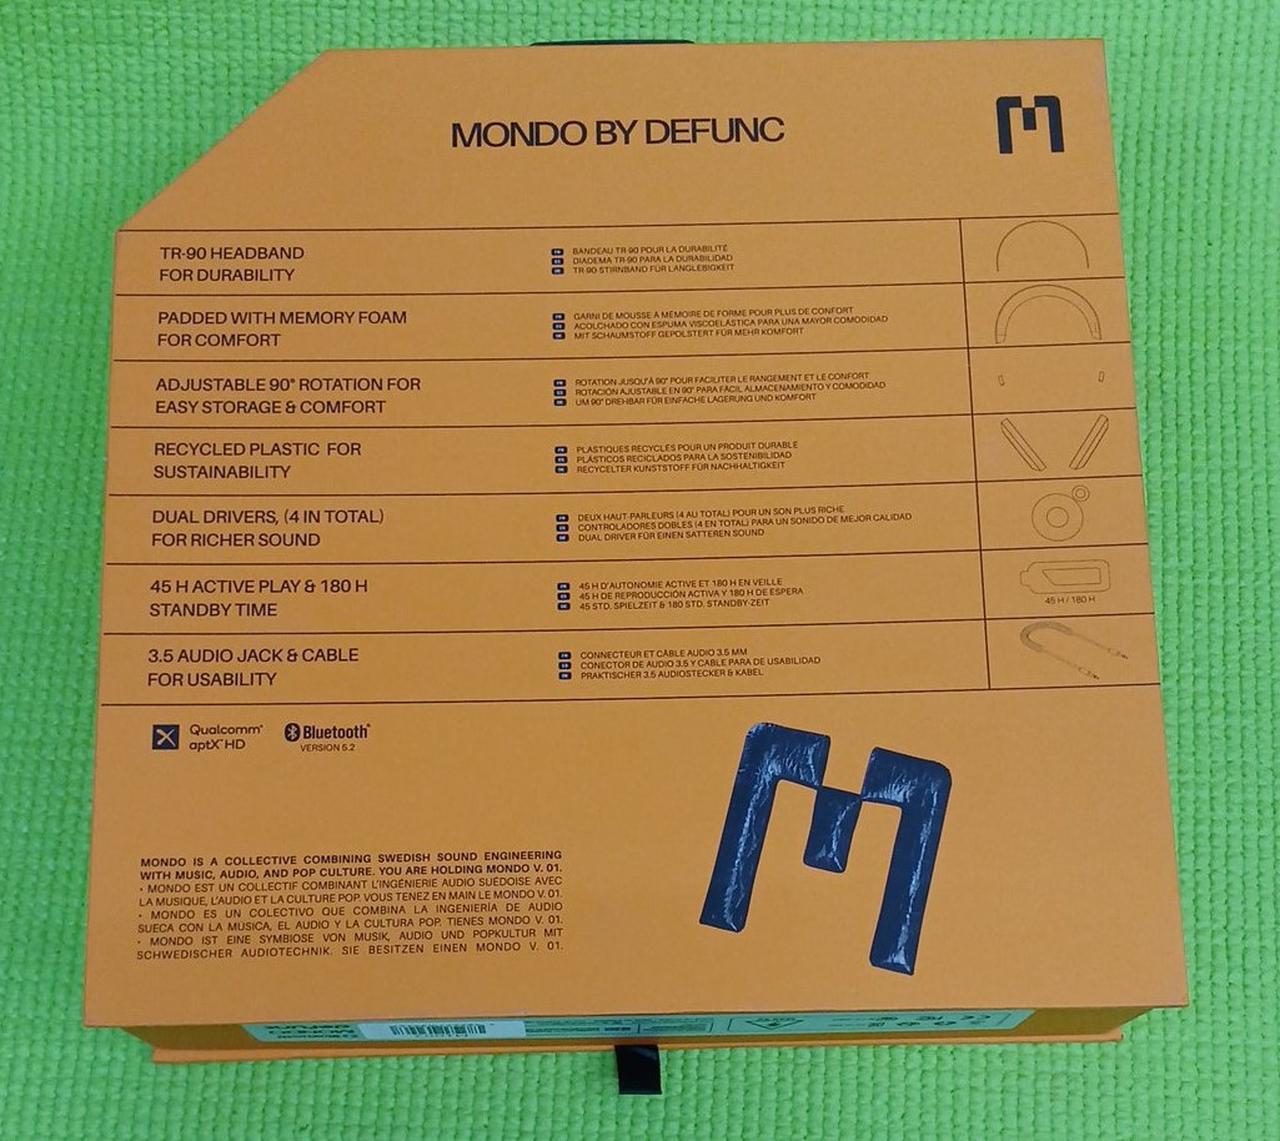 MONDO BY DEFUNC
TR-90 HEADBAND
FOR DURABILITY
BANDEAU TR-90 POUR LA DURABILITÉ
DIADEMA TR-90 PARA LA DURABILIDAD
TR-90 STIRNBAND FÜR LANGLEBIGKEIT
PADDED WITH MEMORY FOAM
FOR COMFORT
GARNI DE MOUSSE À MÉMOIRE DE FORME POUR PLUS DE CONFORT
ACOLCHADO CON ESPUMA VISCOELÁSTICA PARA UNA MAYOR COMODIDAD
MIT SCHAUMSTOFF GEPOLSTERT FÜR MEHR KOMFORT
ADJUSTABLE 90° ROTATION FOR
EASY STORAGE & COMFORT
ROTATION JUSQU'À 90° POUR FACILITER LE RANGEMENT ET LE CONFORT
ROTACIÓN AJUSTABLE EN 90° PARA FÁCIL ALMACENAMIENTO Y COMODIDAD
UM 90° DREHBAR FÜR EINFACHE LAGERUNG UND KOMFORT
RECYCLED PLASTIC FOR
SUSTAINABILITY
PLASTIQUES RECYCLÉS POUR UN PRODUIT DURABLE
PLÁSTICOS RECICLADOS PARA LA SOSTENIBILIDAD
RECYCELTER KUNSTSTOFF FÜR NACHHALTIGKEIT
DUAL DRIVERS, (4 IN TOTAL)
FOR RICHER SOUND
DEUX HAUT-PARLEURS (4 AU TOTAL) POUR UN SON PLUS RICHE
CONTROLADORES DOBLES (4 EN TOTAL) PARA UN SONIDO DE MEJOR CALIDAD
DUAL DRIVER FÜR EINEN SATTEREN SOUND
45 H ACTIVE PLAY & 180 H
STANDBY TIME
45 H D'AUTONOMIE ACTIVE ET 180 H EN VEILLE
45 H DE REPRODUCCIÓN ACTIVA Y 180 H DE ESPERA
45 STD. SPIELZEIT & 180 STD. STANDBY-ZEIT
45 H / 180 H
3.5 AUDIO JACK & CABLE
FOR USABILITY
CONNECTEUR ET CÂBLE AUDIO 3.5 MM
CONECTOR DE AUDIO 3.5 Y CABLE PARA DE USABILIDAD
PRAKTISCHER 3.5 AUDIOSTECKER & KABEL
Qualcomm®
aptX™ HD
Bluetooth®
VERSION 5.2
MONDO IS A COLLECTIVE COMBINING SWEDISH SOUND ENGINEERING
WITH MUSIC, AUDIO, AND POP CULTURE. YOU ARE HOLDING MONDO V. 01.
• MONDO EST UN COLLECTIF COMBINANT L'INGÉNIERIE AUDIO SUÉDOISE AVEC
LA MUSIQUE, L'AUDIO ET LA CULTURE POP. VOUS TENEZ EN MAIN LE MONDO V. 01.
• MONDO ES UN COLECTIVO QUE COMBINA LA INGENIERÍA DE AUDIO
SUECA CON LA MUSICA, EL AUDIO Y LA CULTURA POP. TIENES MONDO V. 01.
• MONDO IST EINE SYMBIOSE VON MUSIK, AUDIO UND POPKULTUR MIT
SCHWEDISCHER AUDIOTECHNIK. SIE BESITZEN EINEN MONDO V. 01.
MONDO
defunc